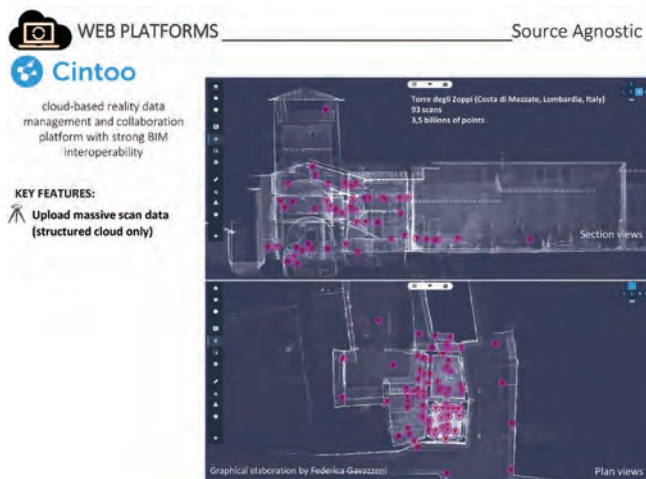 WEB PLATFORMS
Source Agnostic
Cintoo
cloud-based reality data
management and collaboration
platform with strong BIM
interoperability
KEY FEATURES:
Upload massive scan data
(structured cloud only)
Torre degli Zoppi (Costa di Mezzate, Lombardia, Italy)
93 scans
3,5 billions of points
Section views
Graphical elaboration by Federica Gavazzeni
Plan views